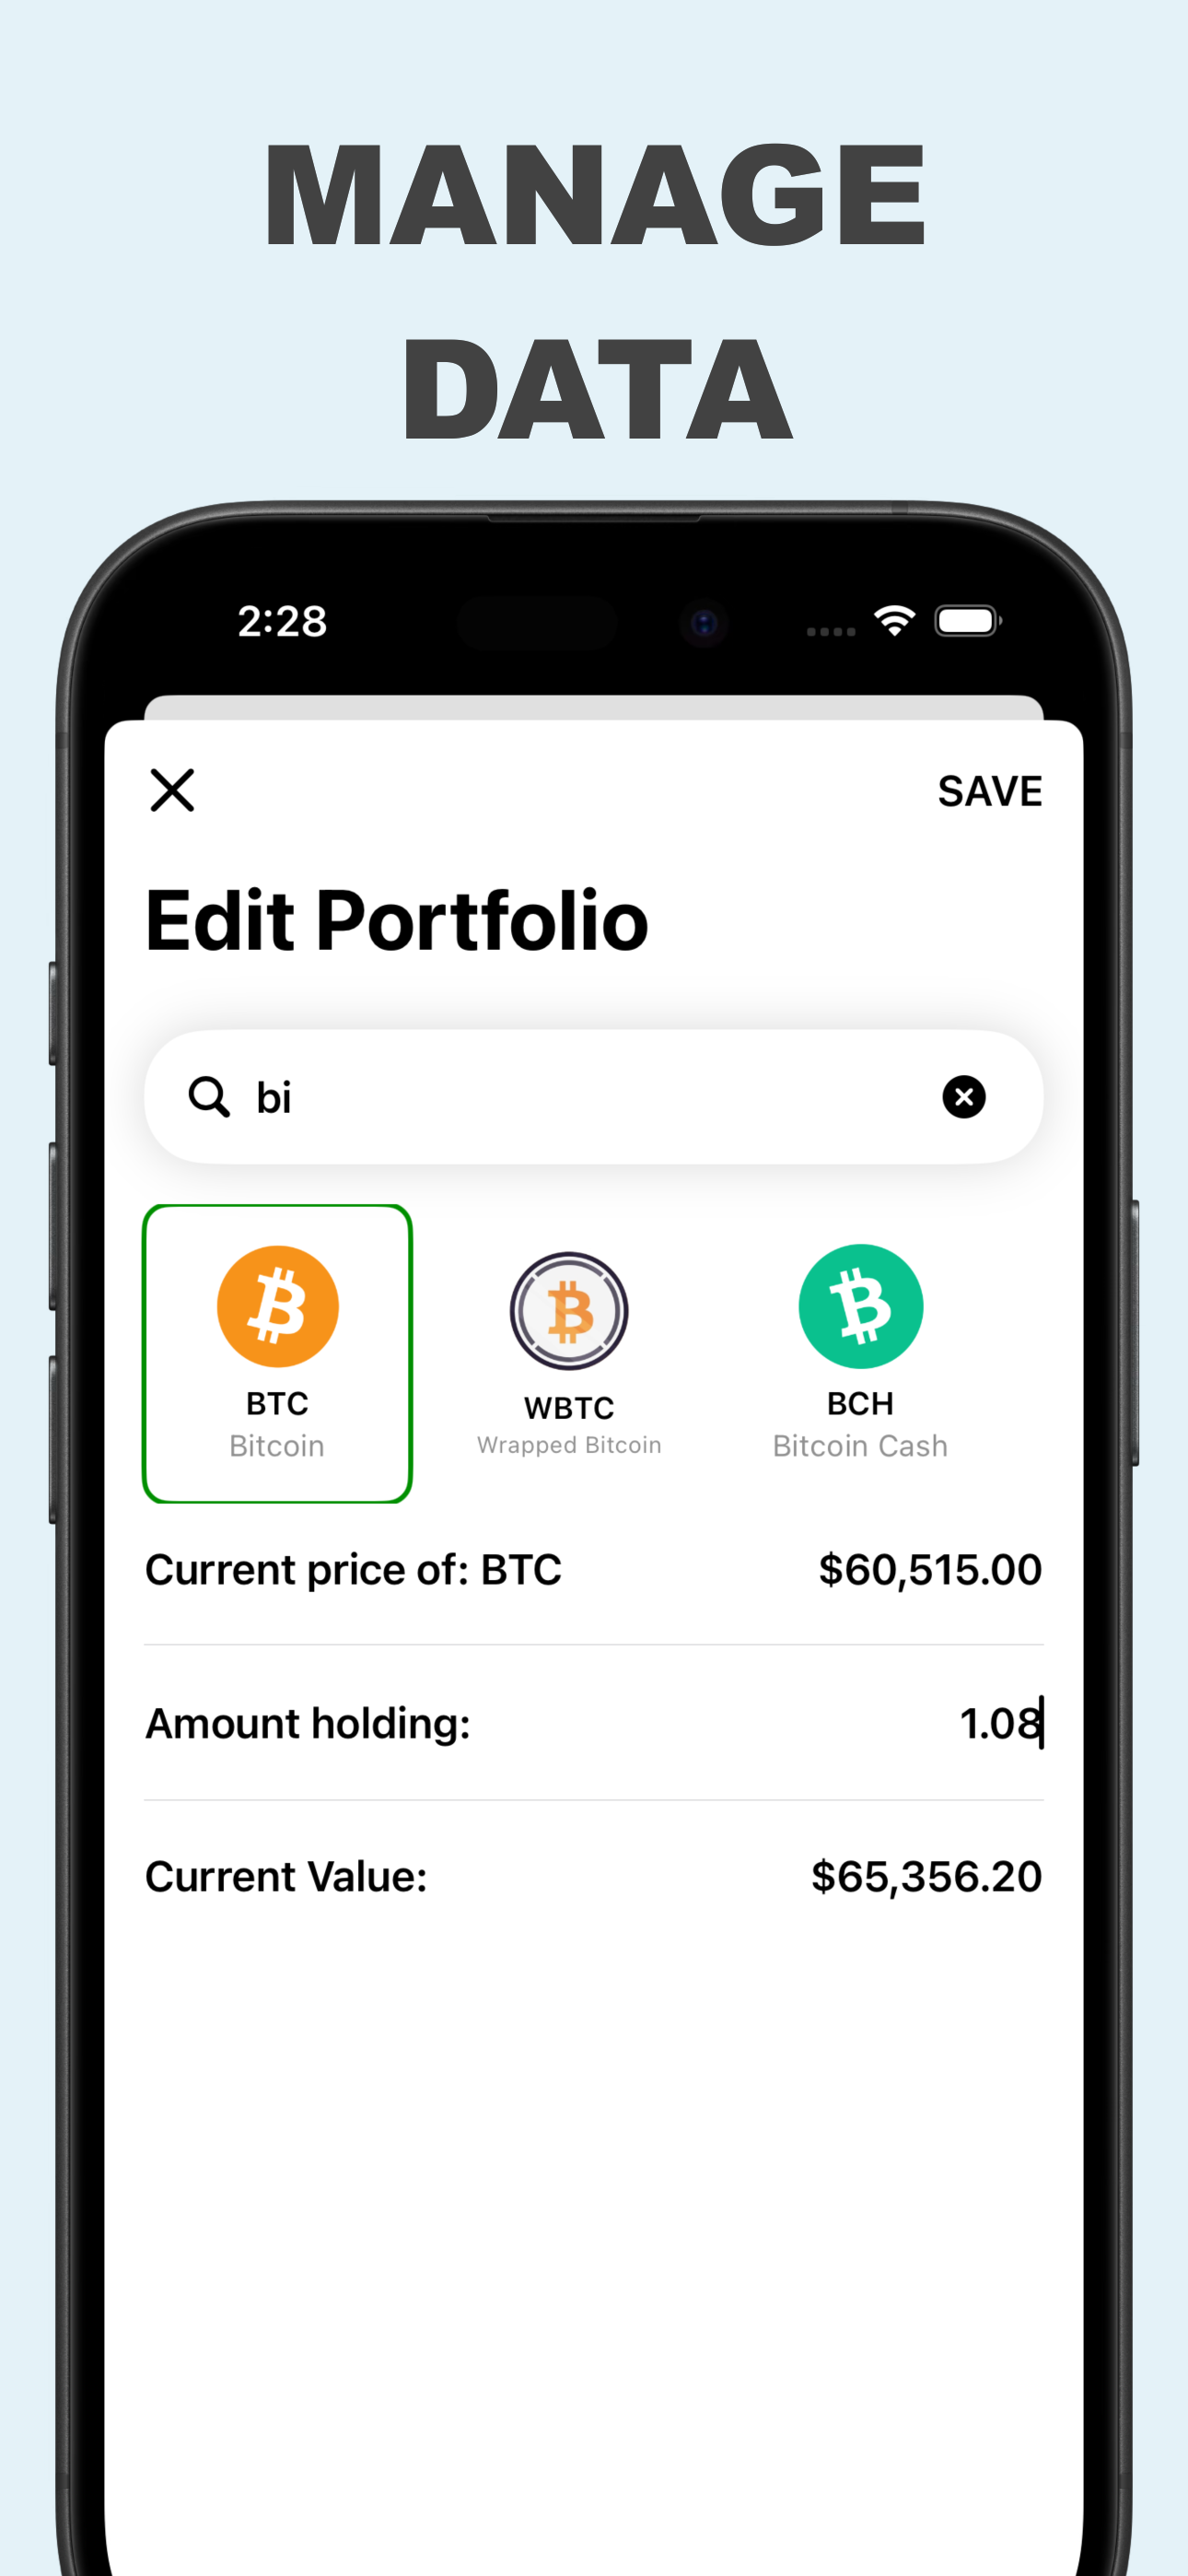 MANAGE
DATA
2:28
SAVE
Edit Portfolio
bi
BTC
Bitcoin
WBTC
Wrapped Bitcoin
BCH
Bitcoin Cash
Current price of: BTC $60,515.00
Amount holding: 1.08
Current Value: $65,356.20